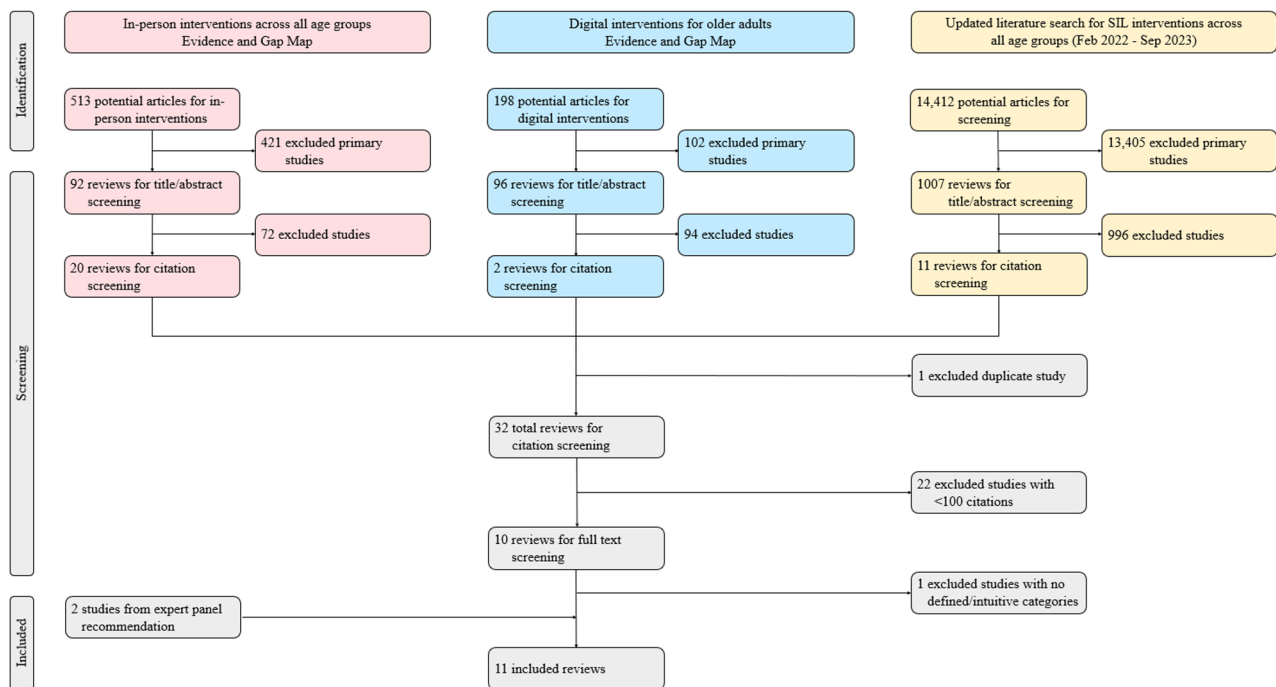 In-person interventions across all age groups
Evidence and Gap Map
Digital interventions for older adults
Evidence and Gap Map
Updated literature search for SIL interventions across
all age groups (Feb 2022 - Sep 2023)
Identification
513 potential articles for in-
person interventions
198 potential articles for
digital interventions
14,412 potential articles for
screening
421 excluded primary
studies
102 excluded primary
studies
13,405 excluded primary
studies
Screening
92 reviews for title/abstract
screening
96 reviews for title/abstract
screening
1007 reviews for
title/abstract screening
72 excluded studies
94 excluded studies
996 excluded studies
20 reviews for citation
screening
2 reviews for citation
screening
11 reviews for citation
screening
1 excluded duplicate study
32 total reviews for
citation screening
22 excluded studies with
<100 citations
10 reviews for full text
screening
1 excluded studies with no
defined/intuitive categories
Included
2 studies from expert panel
recommendation
11 included reviews